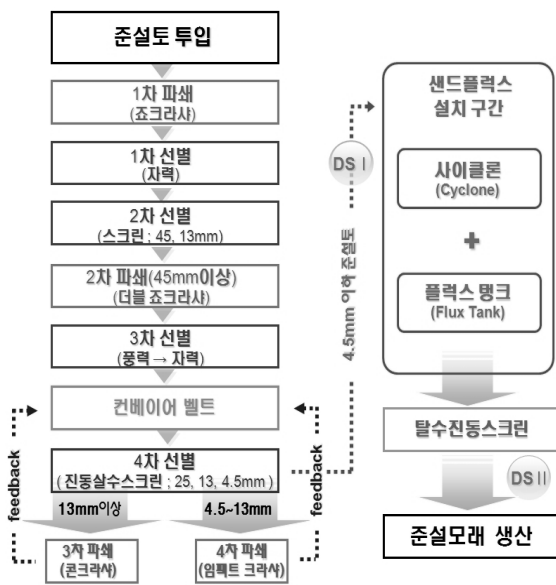 준설토 투입
1차 파쇄
(죠크라샤)
1차 선별
(자력)
2차 선별
(스크린 ; 45, 13mm)
2차 파쇄(45mm이상)
(더블 죠크라샤)
3차 선별
(풍력 → 자력)
컨베이어 벨트
4차 선별
( 진동살수스크린 ; 25, 13, 4.5mm )
feedback
feedback
13mm이상
4.5~13mm
3차 파쇄
(콘크라샤)
4차 파쇄
(임팩트 크라샤)
DS I
4.5mm 이하 준설토
샌드플럭스
설치 구간
사이클론
(Cyclone)
+
플럭스 탱크
(Flux Tank)
탈수진동스크린
DS II
준설모래 생산